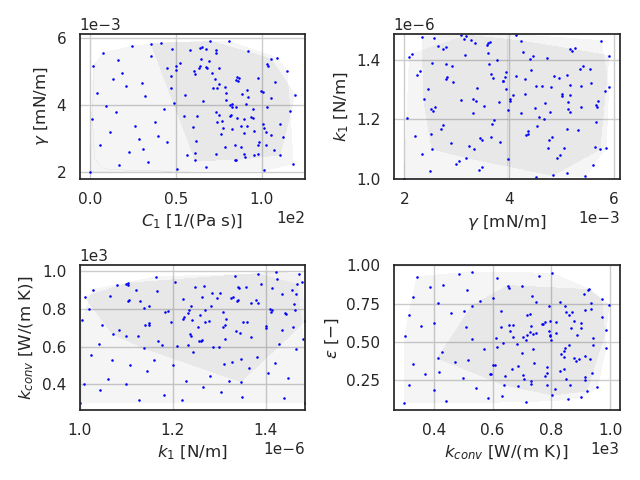 1e−3
6
4
2
γ [mN/m]
0.0
0.5
1.0
C₁ [1/(Pa s)]
1e2
1e−6
1.4
1.2
1.0
k₁ [N/m]
2
4
6
γ [mN/m]
1e−3
1e3
1.0
0.8
0.6
0.4
k_conv [W/(m K)]
1.0
1.2
1.4
k₁ [N/m]
1e−6
1.00
0.75
0.50
0.25
ε [−]
0.4
0.6
0.8
1.0
k_conv [W/(m K)]
1e3